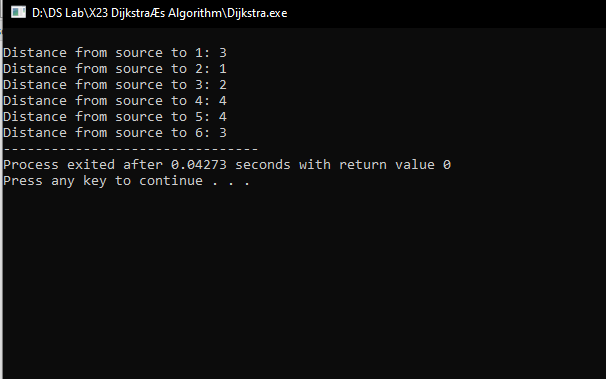 D:\DS Lab\X23 DijkstraÆs Algorithm\Dijkstra.exe
Distance from source to 1: 3
Distance from source to 2: 1
Distance from source to 3: 2
Distance from source to 4: 4
Distance from source to 5: 4
Distance from source to 6: 3
--------------------------------
Process exited after 0.04273 seconds with return value 0
Press any key to continue . . .